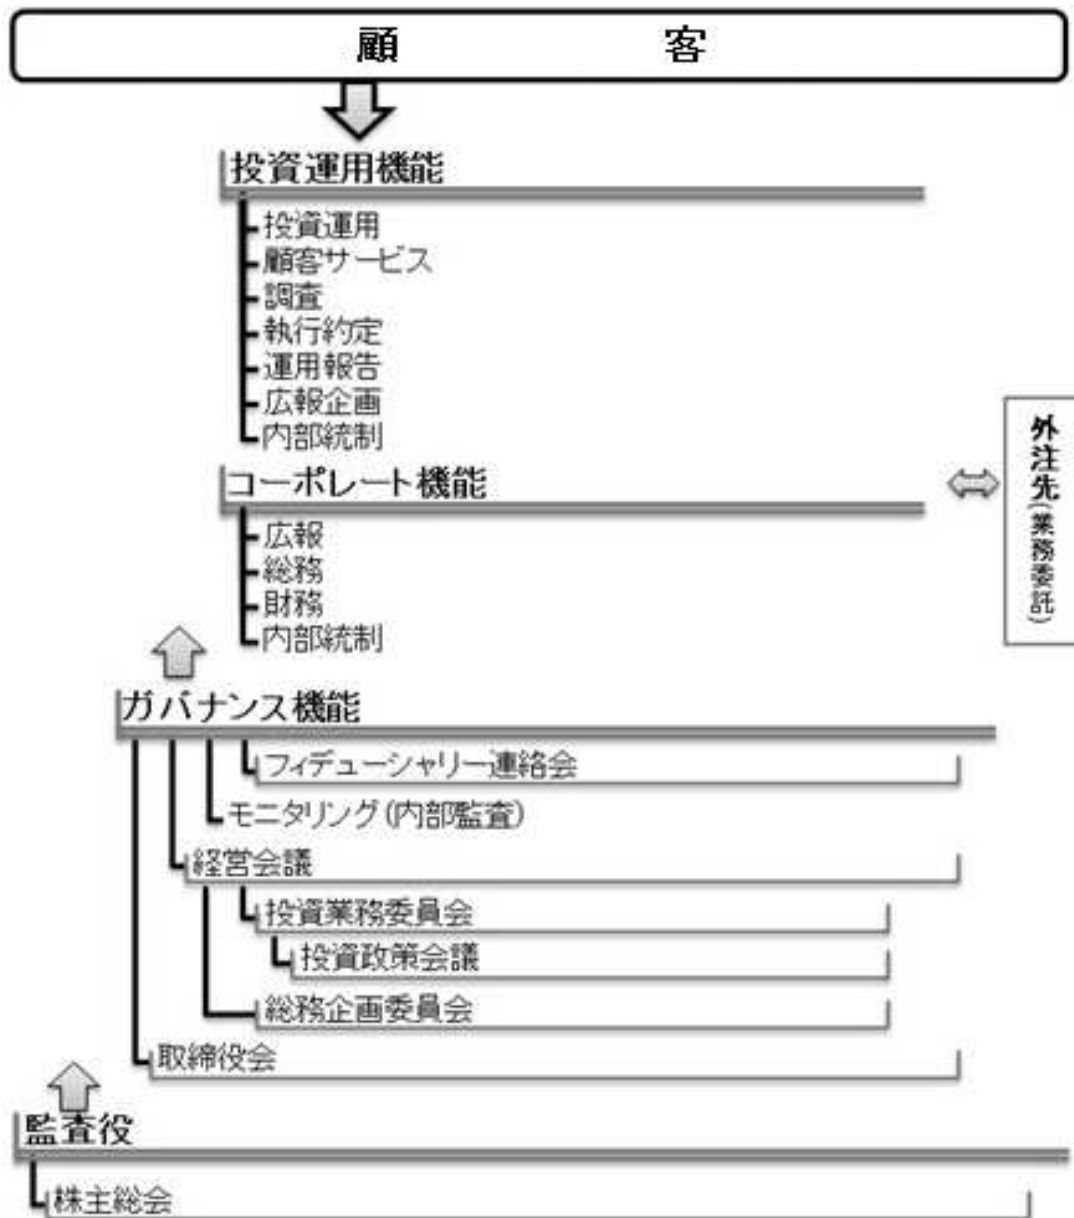 顧客
投資運用機能
投資運用
顧客サービス
調査
執行約定
運用報告
広報企画
内部統制
コーポレート機能
広報
総務
財務
内部統制
外注先(業務委託)
ガバナンス機能
フィデューシャリー連絡会
モニタリング(内部監査)
経営会議
投資業務委員会
投資政策会議
総務企画委員会
取締役会
監査役
株主総会